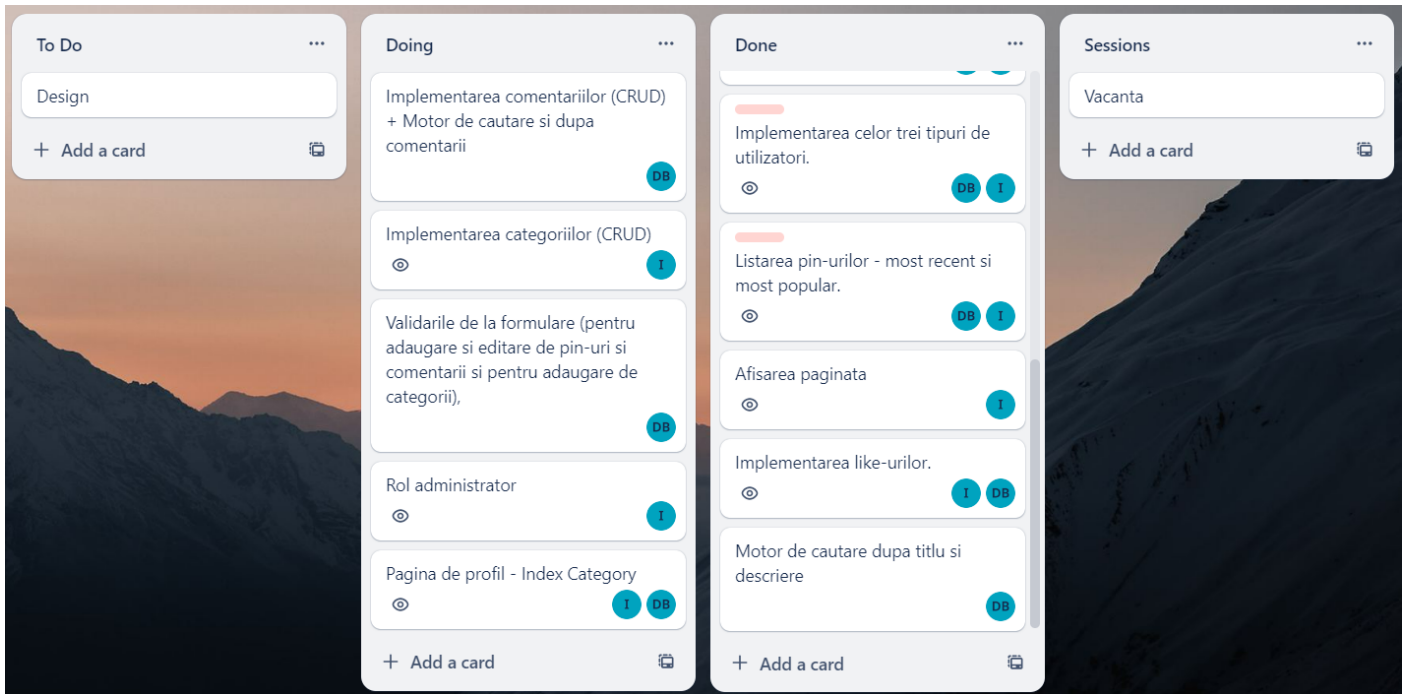 To Do
Design
+ Add a card
Doing
Implementarea comentariilor (CRUD)
+ Motor de cautare si dupa
comentarii
DB
Implementarea categoriilor (CRUD)
I
Validarile de la formulare (pentru
adaugare si editare de pin-uri si
comentarii si pentru adaugare de
categorii),
DB
Rol administrator
I
Pagina de profil - Index Category
I DB
+ Add a card
Done
Implementarea celor trei tipuri de
utilizatori.
DB I
Listarea pin-urilor - most recent si
most popular.
DB I
Afisarea paginata
I
Implementarea like-urilor.
I DB
Motor de cautare dupa titlu si
descriere
DB
+ Add a card
Sessions
Vacanta
+ Add a card